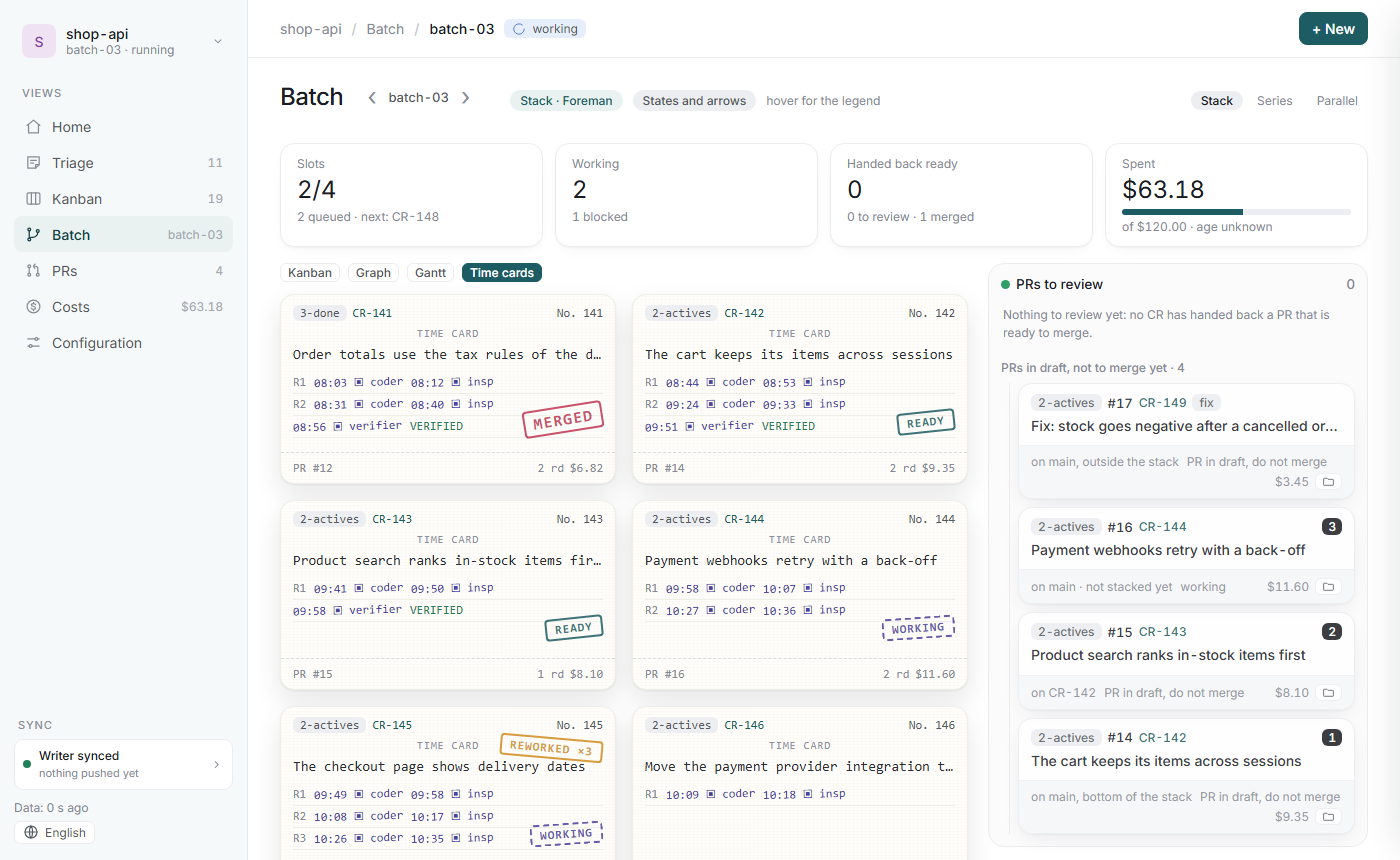 S
shop-api
batch-03 · running
VIEWS
Home
Triage 11
Kanban 19
Batch batch-03
PRs 4
Costs $63.18
Configuration
SYNC
Writer synced
nothing pushed yet
Data: 0 s ago
English
shop-api / Batch / batch-03 working
+ New
Batch batch-03 Stack · Foreman States and arrows hover for the legend
Stack Series Parallel
Slots
2/4
2 queued · next: CR-148
Working
2
1 blocked
Handed back ready
0
0 to review · 1 merged
Spent
$63.18
of $120.00 · age unknown
Kanban Graph Gantt Time cards
3-done CR-141 No. 141
TIME CARD
Order totals use the tax rules of the d…
R1 08:03 coder 08:12 insp
R2 08:31 coder 08:40 insp
08:56 verifier VERIFIED
MERGED
PR #12 2 rd $6.82
2-actives CR-142 No. 142
TIME CARD
The cart keeps its items across sessions
R1 08:44 coder 08:53 insp
R2 09:24 coder 09:33 insp
09:51 verifier VERIFIED
READY
PR #14 2 rd $9.35
2-actives CR-143 No. 143
TIME CARD
Product search ranks in-stock items fir…
R1 09:41 coder 09:50 insp
09:58 verifier VERIFIED
READY
PR #15 1 rd $8.10
2-actives CR-144 No. 144
TIME CARD
Payment webhooks retry with a back-off
R1 09:58 coder 10:07 insp
R2 10:27 coder 10:36 insp
WORKING
PR #16 2 rd $11.60
2-actives CR-145 No. 145
TIME CARD
REWORKED ×3
The checkout page shows delivery dates
R1 09:49 coder 09:58 insp
R2 10:08 coder 10:17 insp
R3 10:26 coder 10:35 insp
WORKING
2-actives CR-146 No. 146
TIME CARD
Move the payment provider integration t…
R1 10:09 coder 10:18 insp
PRs to review 0
Nothing to review yet: no CR has handed back a PR that is
ready to merge.
PRs in draft, not to merge yet · 4
2-actives #17 CR-149 fix
Fix: stock goes negative after a cancelled or…
on main, outside the stack PR in draft, do not merge
$3.45
2-actives #16 CR-144 3
Payment webhooks retry with a back-off
on main · not stacked yet working $11.60
2-actives #15 CR-143 2
Product search ranks in-stock items first
on CR-142 PR in draft, do not merge $8.10
2-actives #14 CR-142 1
The cart keeps its items across sessions
on main, bottom of the stack PR in draft, do not merge
$9.35